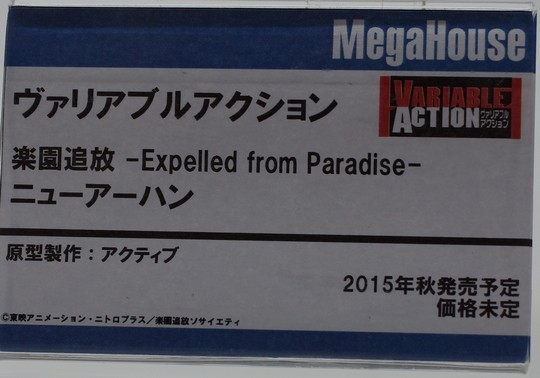 MegaHouse
VARIABLE
ACTION
ヴァリアブル
アクション
ヴァリアブルアクション
楽園追放 -Expelled from Paradise-
ニューアーハン
原型製作：アクティブ
2015年秋発売予定
価格未定
©東映アニメーション・ニトロプラス／楽園追放ソサイエティ